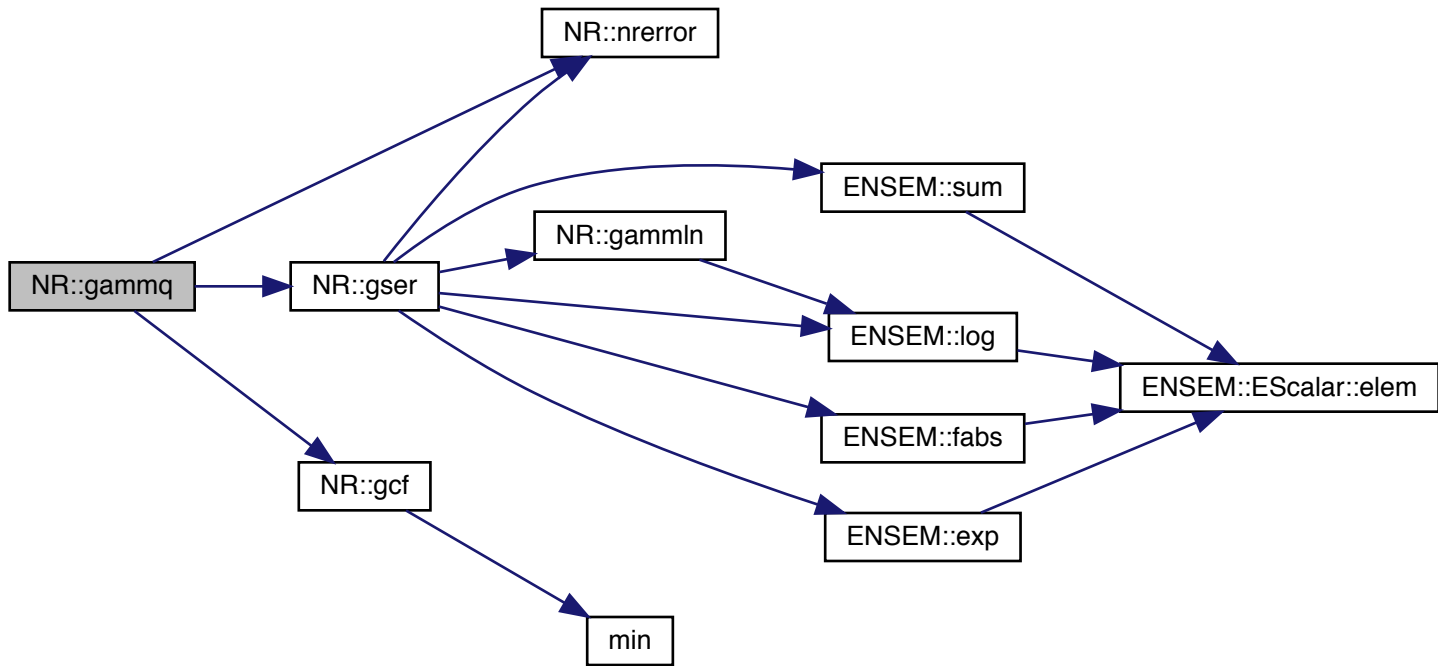 NR::nrerror
ENSEM::sum
NR::gammln
NR::gammq
NR::gser
ENSEM::log
ENSEM::EScalar::elem
ENSEM::fabs
NR::gcf
ENSEM::exp
min